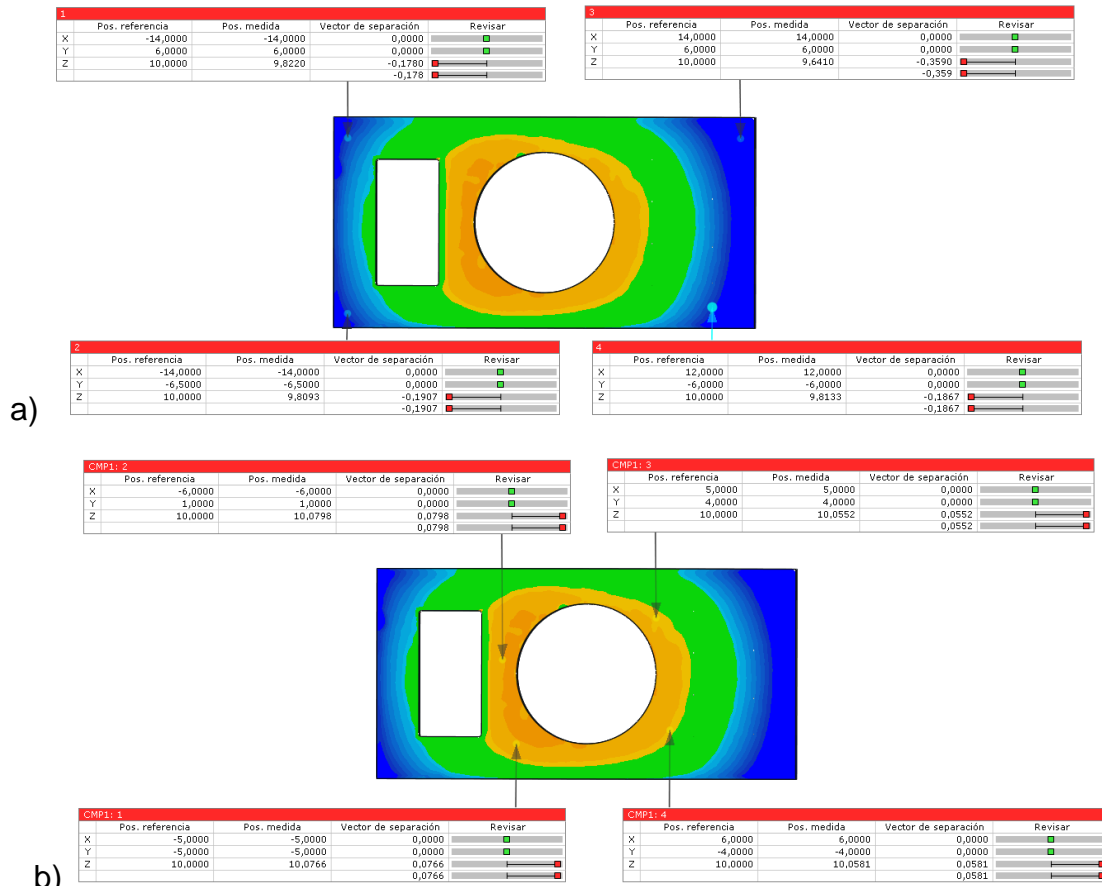 1
Pos. referencia Pos. medida Vector de separación Revisar
X -14,0000 -14,0000 0,0000
Y 6,0000 6,0000 0,0000
Z 10,0000 9,8220 -0,1780
-0,178
3
Pos. referencia Pos. medida Vector de separación Revisar
X 14,0000 14,0000 0,0000
Y 6,0000 6,0000 0,0000
Z 10,0000 9,6410 -0,3590
-0,359
2
Pos. referencia Pos. medida Vector de separación Revisar
X -14,0000 -14,0000 0,0000
Y -6,5000 -6,5000 0,0000
Z 10,0000 9,8093 -0,1907
-0,1907
4
Pos. referencia Pos. medida Vector de separación Revisar
X 12,0000 12,0000 0,0000
Y -6,0000 -6,0000 0,0000
Z 10,0000 9,8133 -0,1867
-0,1867
a)
CMP1: 2
Pos. referencia Pos. medida Vector de separación Revisar
X -6,0000 -6,0000 0,0000
Y 1,0000 1,0000 0,0000
Z 10,0000 10,0798 0,0798
0,0798
CMP1: 3
Pos. referencia Pos. medida Vector de separación Revisar
X 5,0000 5,0000 0,0000
Y 4,0000 4,0000 0,0000
Z 10,0000 10,0552 0,0552
0,0552
CMP1: 1
Pos. referencia Pos. medida Vector de separación Revisar
X -5,0000 -5,0000 0,0000
Y -5,0000 -5,0000 0,0000
Z 10,0000 10,0766 0,0766
0,0766
CMP1: 4
Pos. referencia Pos. medida Vector de separación Revisar
X 6,0000 6,0000 0,0000
Y -4,0000 -4,0000 0,0000
Z 10,0000 10,0581 0,0581
0,0581
b)